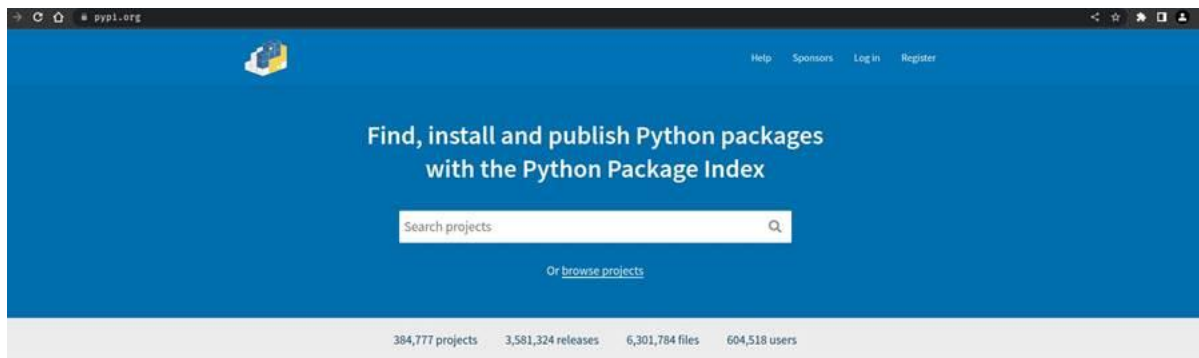 pypi.org
Help Sponsors Log in Register
Find, install and publish Python packages
with the Python Package Index
Search projects
Or browse projects
384,777 projects 3,581,324 releases 6,301,784 files 604,518 users